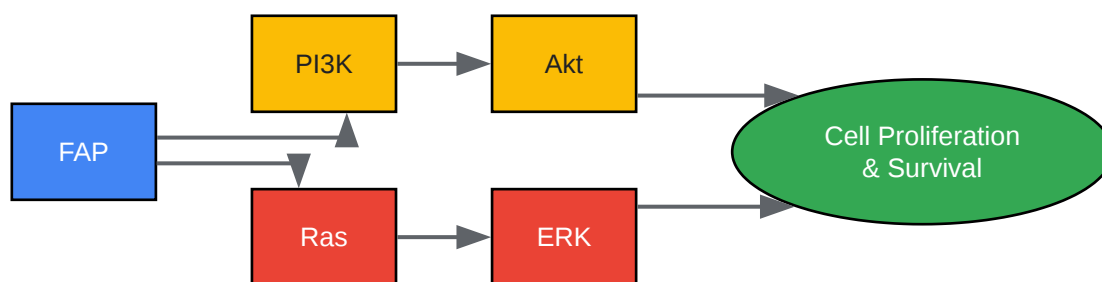 PI3K
Akt
FAP
Cell Proliferation
& Survival
Ras
ERK